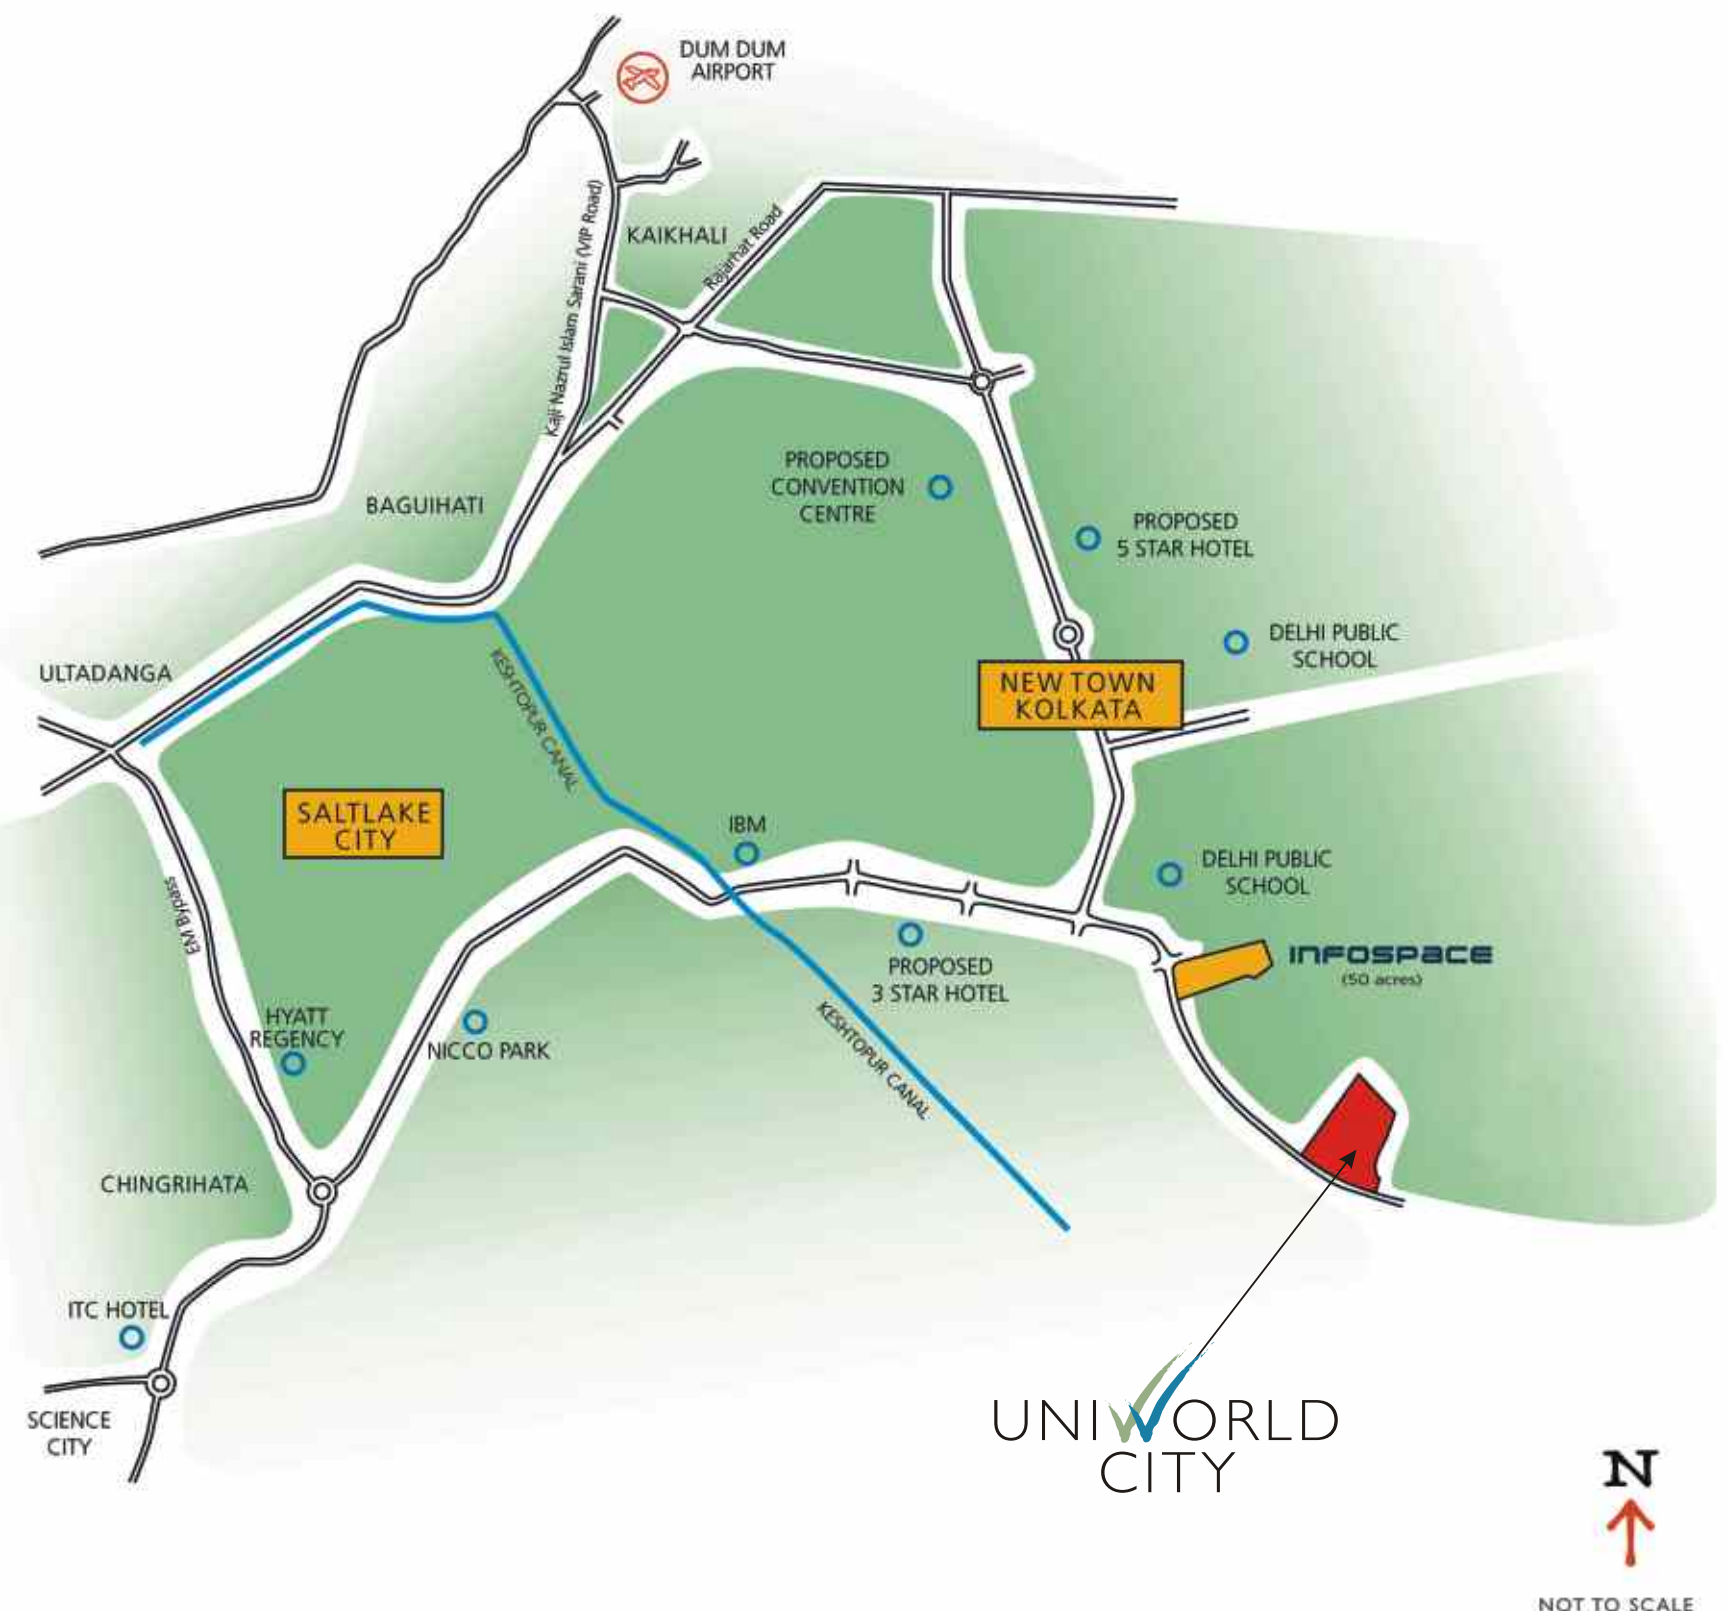 DUM DUM
AIRPORT
Kaji Nazrul Islam Sarani (VIP Road)
KAIKHALI
Rajarhat Road
PROPOSED
CONVENTION
CENTRE
BAGUIHATI
PROPOSED
5 STAR HOTEL
DELHI PUBLIC
SCHOOL
ULTADANGA
KESHTOPUR CANAL
NEW TOWN
KOLKATA
SALTLAKE
CITY
IBM
DELHI PUBLIC
SCHOOL
EM Bypass
INFOSPACE
(50 acres)
PROPOSED
3 STAR HOTEL
HYATT
REGENCY
NICCO PARK
KESHTOPUR CANAL
CHINGRIHATA
ITC HOTEL
SCIENCE
CITY
UNIWORLD
CITY
N
NOT TO SCALE